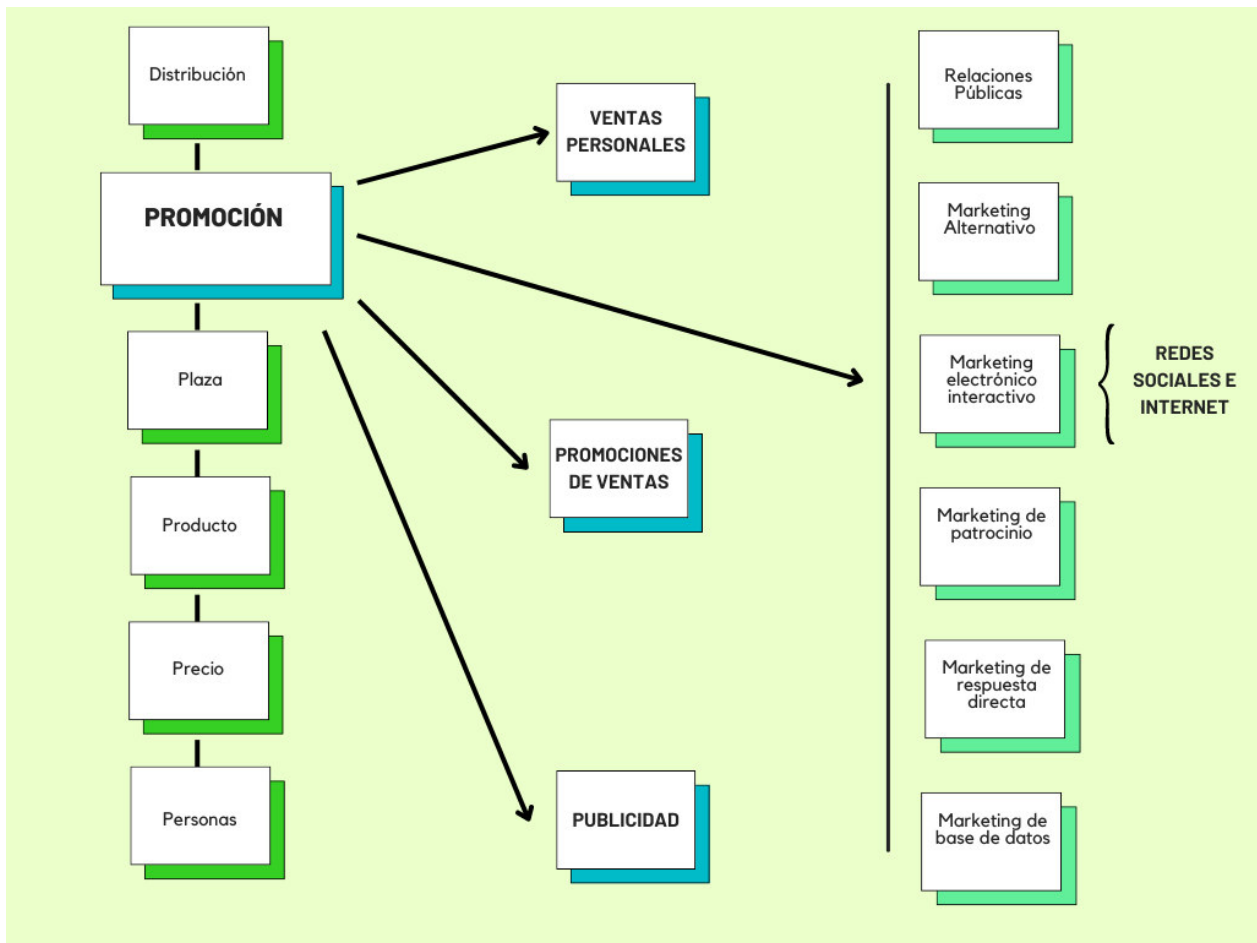 Distribución
PROMOCIÓN
Plaza
Producto
Precio
Personas
VENTAS
PERSONALES
PROMOCIONES
DE VENTAS
PUBLICIDAD
Relaciones
Públicas
Marketing
Alternativo
Marketing
electrónico
interactivo
REDES
SOCIALES E
INTERNET
Marketing de
patrocinio
Marketing de
respuesta
directa
Marketing de
base de datos